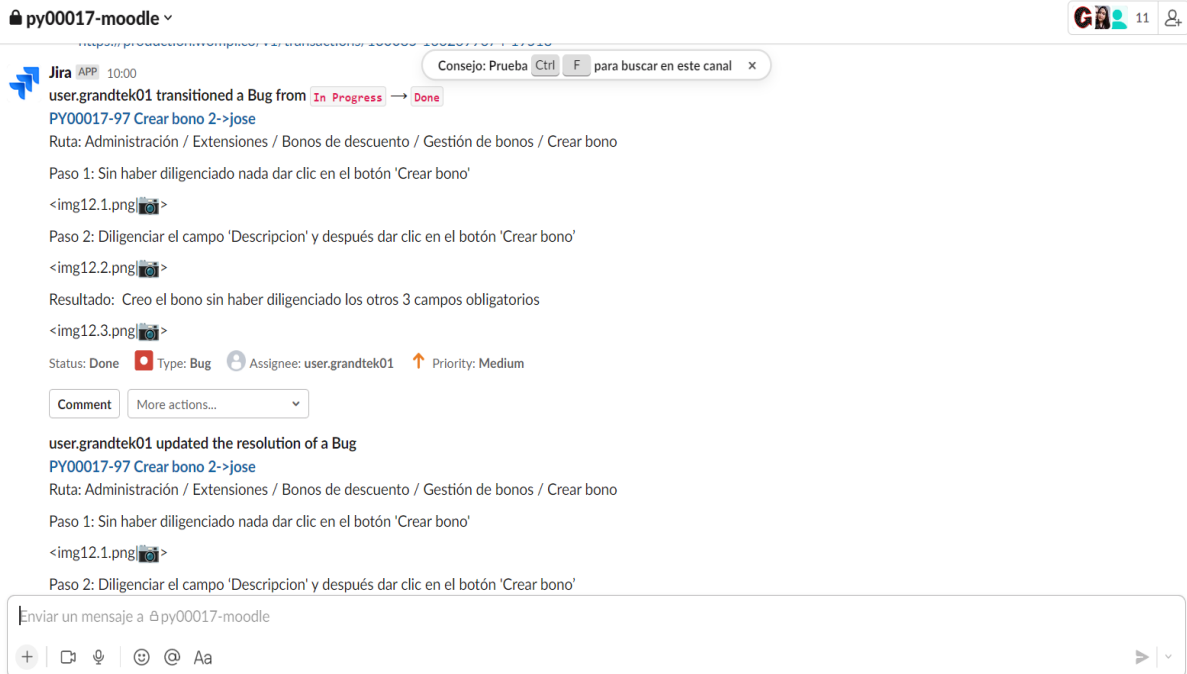 py00017-moodle
11
Consejo: Prueba Ctrl F para buscar en este canal
Jira APP 10:00
user.grandtek01 transitioned a Bug from In Progress → Done
PY00017-97 Crear bono 2->jose
Ruta: Administración / Extensiones / Bonos de descuento / Gestión de bonos / Crear bono
Paso 1: Sin haber diligenciado nada dar clic en el botón 'Crear bono'
<img12.1.png|📷>
Paso 2: Diligenciar el campo 'Descripcion' y después dar clic en el botón 'Crear bono’
<img12.2.png|📷>
Resultado:  Creo el bono sin haber diligenciado los otros 3 campos obligatorios
<img12.3.png|📷>
Status: Done Type: Bug Assignee: user.grandtek01 Priority: Medium
Comment More actions...
user.grandtek01 updated the resolution of a Bug
PY00017-97 Crear bono 2->jose
Ruta: Administración / Extensiones / Bonos de descuento / Gestión de bonos / Crear bono
Paso 1: Sin haber diligenciado nada dar clic en el botón 'Crear bono'
<img12.1.png|📷>
Paso 2: Diligenciar el campo 'Descripcion' y después dar clic en el botón 'Crear bono’
Enviar un mensaje a py00017-moodle
Aa